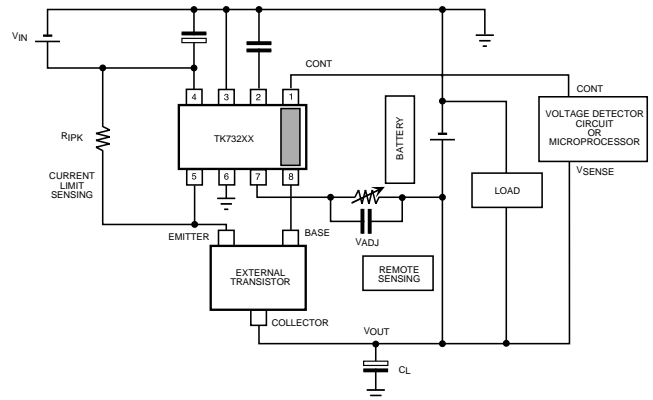 VIN
CONT
4 3 2 1
CONT
TK732XX
RIPK
BATTERY
VOLTAGE DETECTOR
CIRCUIT
OR
MICROPROCESSOR
CURRENT
LIMIT
SENSING
5 6 7 8
VSENSE
LOAD
EMITTER
BASE
VADJ
EXTERNAL
TRANSISTOR
REMOTE
SENSING
COLLECTOR
VOUT
CL